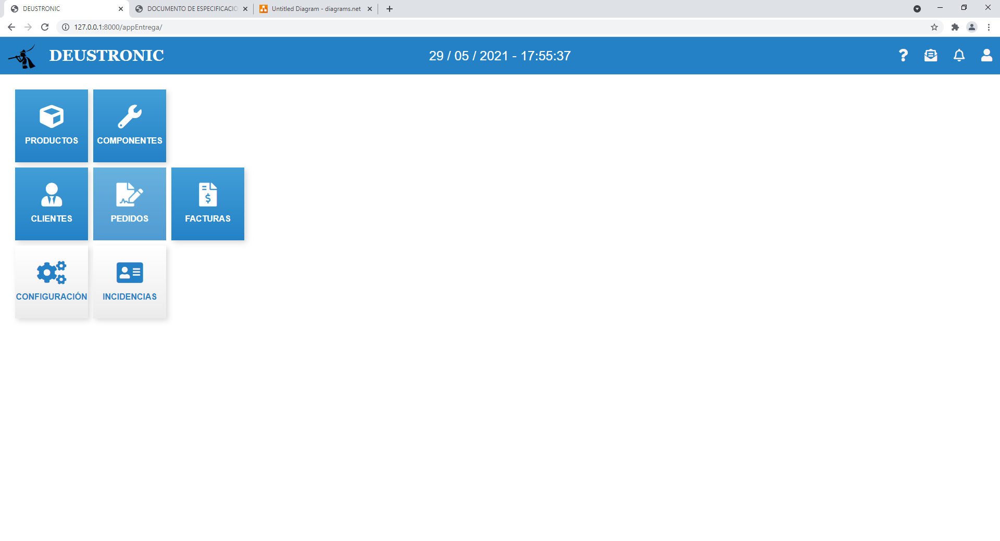 DEUSTRONIC
DOCUMENTO DE ESPECIFICACIO
Untitled Diagram - diagrams.net
127.0.0.1:8000/appEntrega/
DEUSTRONIC
29 / 05 / 2021 - 17:55:37
PRODUCTOS
COMPONENTES
CLIENTES
PEDIDOS
FACTURAS
CONFIGURACIÓN
INCIDENCIAS